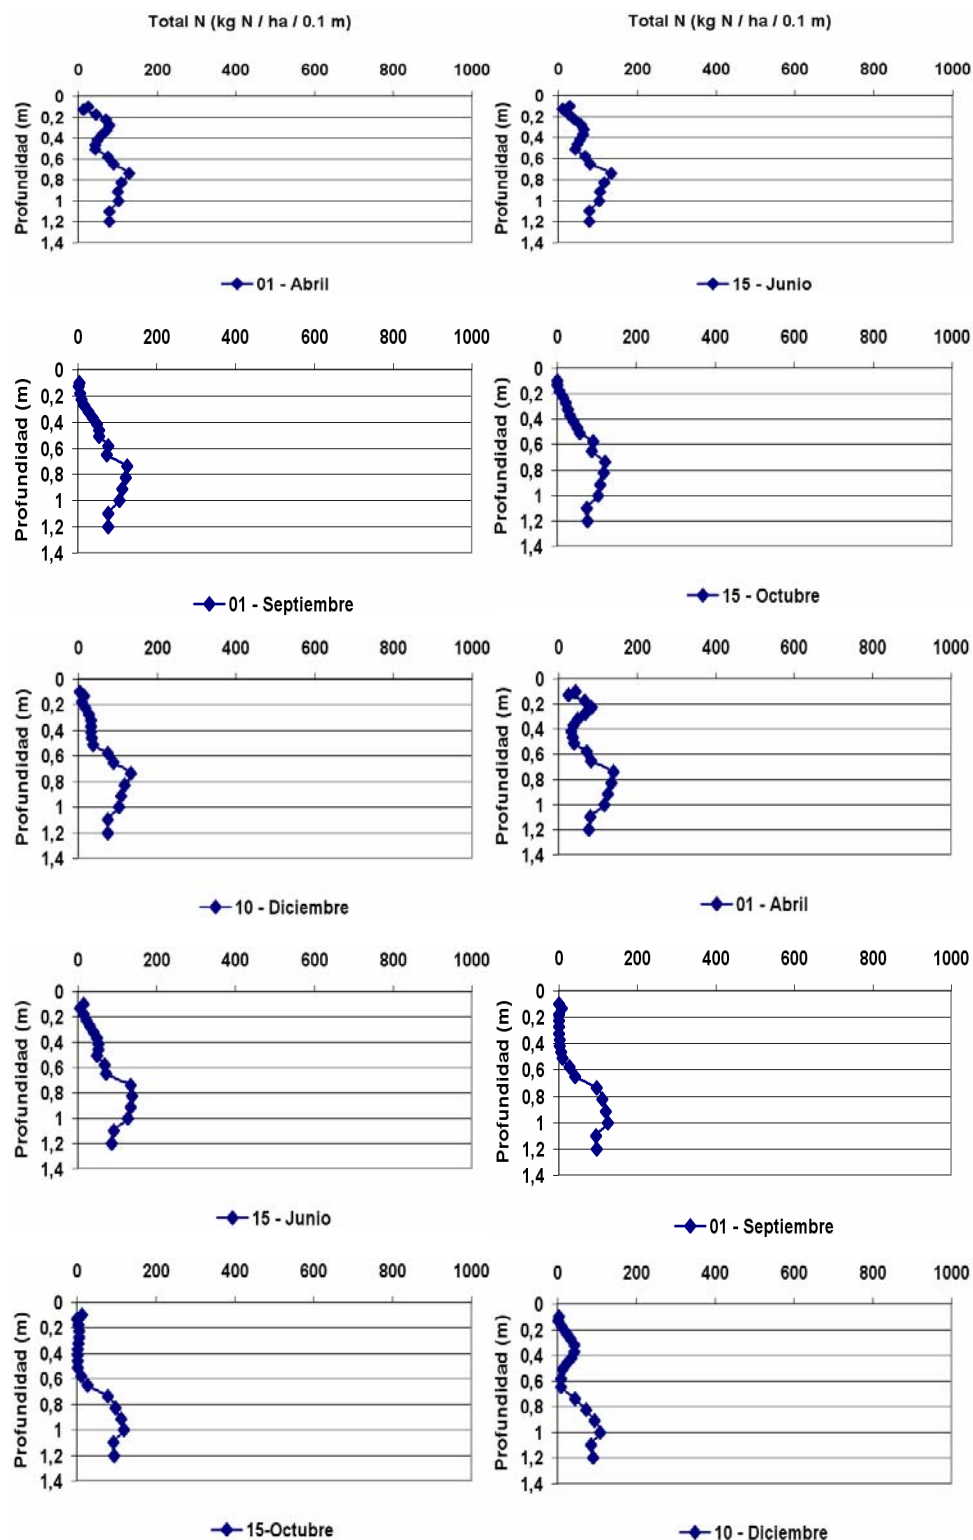 Total N (kg N / ha / 0.1 m)
0 200 400 600 800 1000
Profundidad (m)
0
0,2
0,4
0,6
0,8
1
1,2
1,4
01 - Abril
Total N (kg N / ha / 0.1 m)
0 200 400 600 800 1000
Profundidad (m)
0
0,2
0,4
0,6
0,8
1
1,2
1,4
15 - Junio
0 200 400 600 800 1000
Profundidad (m)
0
0,2
0,4
0,6
0,8
1
1,2
1,4
01 - Septiembre
0 200 400 600 800 1000
Profundidad (m)
0
0,2
0,4
0,6
0,8
1
1,2
1,4
15 - Octubre
0 200 400 600 800 1000
Profundidad (m)
0
0,2
0,4
0,6
0,8
1
1,2
1,4
10 - Diciembre
0 200 400 600 800 1000
Profundidad (m)
0
0,2
0,4
0,6
0,8
1
1,2
1,4
01 - Abril
0 200 400 600 800 1000
Profundidad (m)
0
0,2
0,4
0,6
0,8
1
1,2
1,4
15 - Junio
0 200 400 600 800 1000
Profundidad (m)
0
0,2
0,4
0,6
0,8
1
1,2
1,4
01 - Septiembre
0 200 400 600 800 1000
Profundidad (m)
0
0,2
0,4
0,6
0,8
1
1,2
1,4
15-Octubre
0 200 400 600 800 1000
Profundidad (m)
0
0,2
0,4
0,6
0,8
1
1,2
1,4
10 - Diciembre